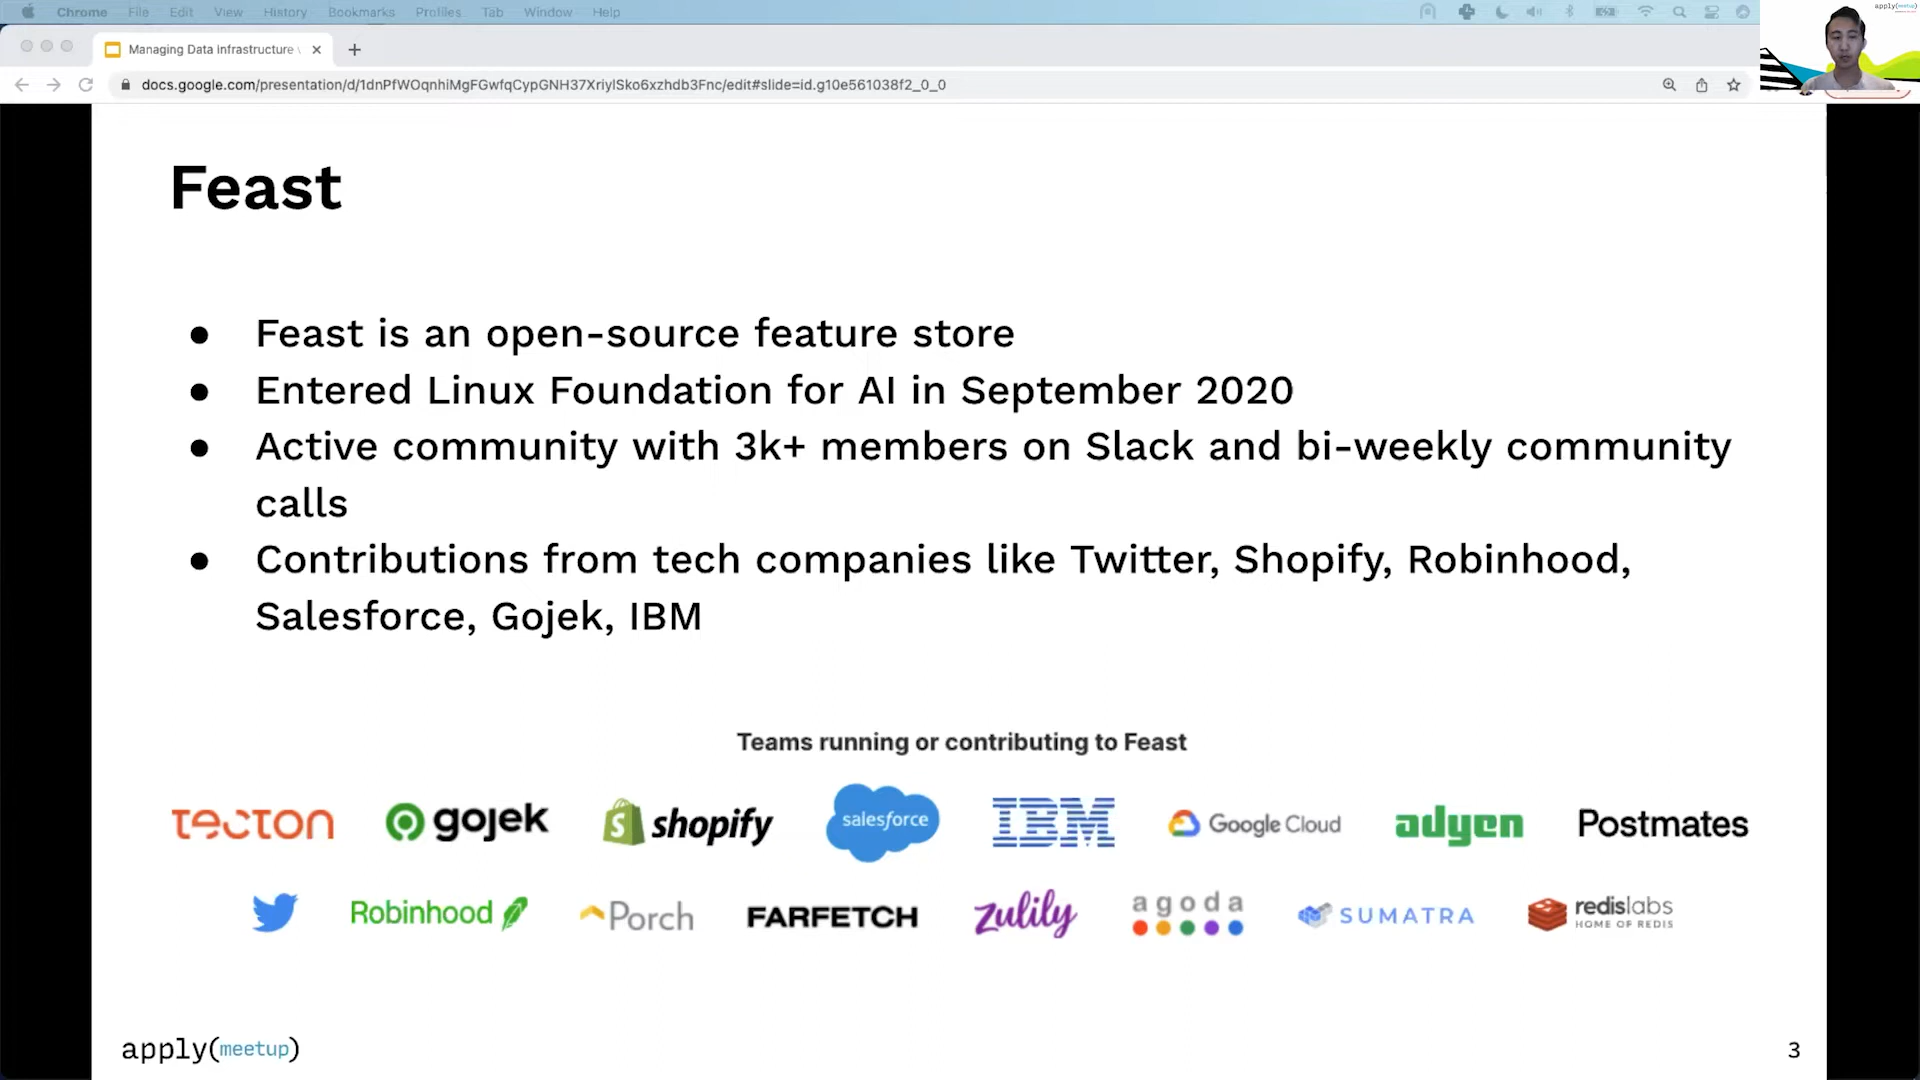 Chrome File Edit View History Bookmarks Profiles Tab Window Help
Managing Data Infrastructure
docs.google.com/presentation/d/1dnPfWOqnhiMgFGwfqCypGNH37XriylSko6xzhdb3Fnc/edit#slide=id.g10e561038f2_0_0
apply(meetup)
Feast
● Feast is an open-source feature store
● Entered Linux Foundation for AI in September 2020
● Active community with 3k+ members on Slack and bi-weekly community
calls
● Contributions from tech companies like Twitter, Shopify, Robinhood,
Salesforce, Gojek, IBM
Teams running or contributing to Feast
tecton gojek shopify salesforce IBM Google Cloud adyen Postmates
Robinhood Porch FARFETCH zulily agoda SUMATRA redislabs
HOME OF REDIS
apply(meetup)
3